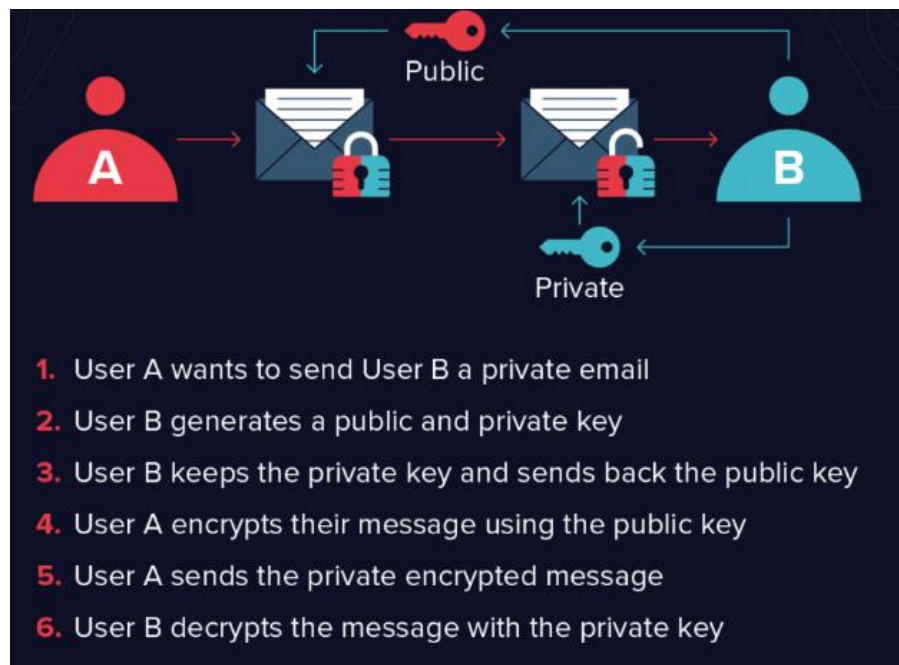 Public
A
B
Private
1. User A wants to send User B a private email
2. User B generates a public and private key
3. User B keeps the private key and sends back the public key
4. User A encrypts their message using the public key
5. User A sends the private encrypted message
6. User B decrypts the message with the private key